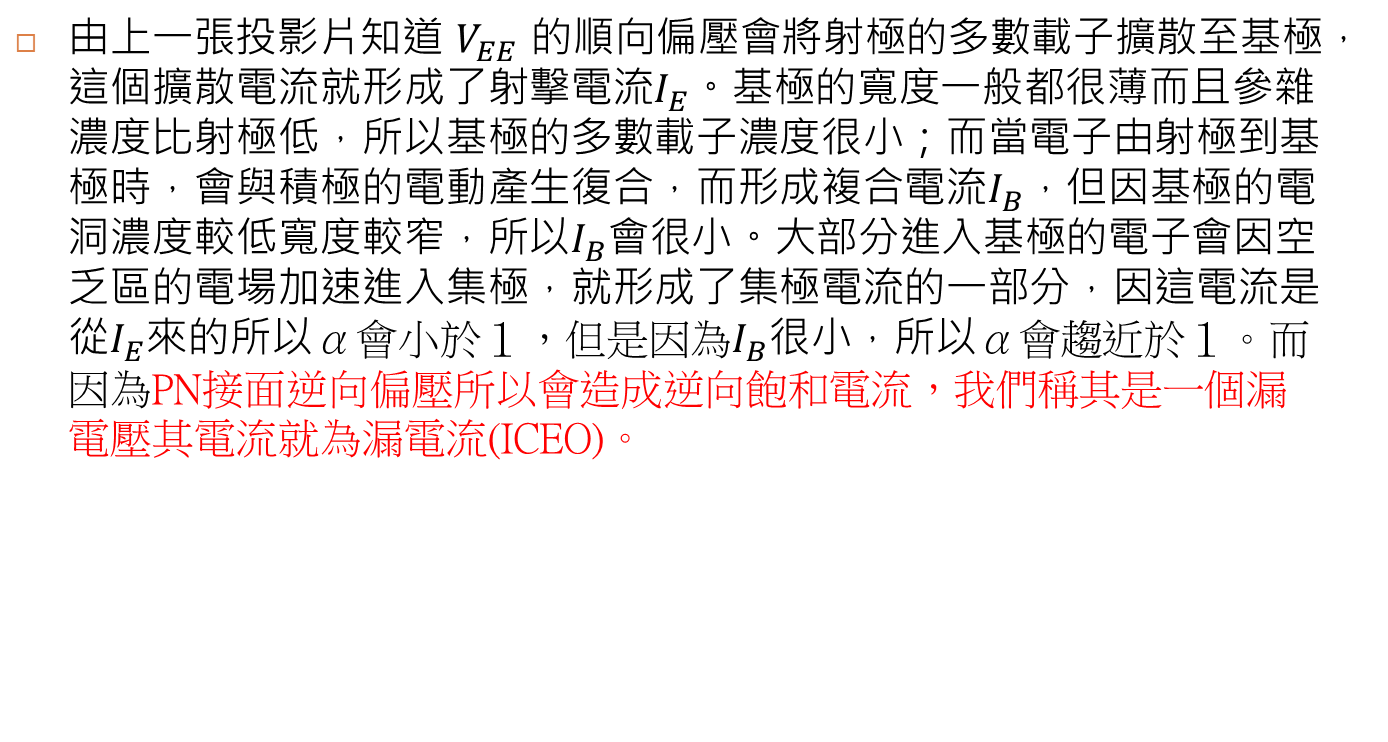 由上一張投影片知道 V_EE 的順向偏壓會將射極的多數載子擴散至基極，
這個擴散電流就形成了射擊電流I_E。基極的寬度一般都很薄而且參雜
濃度比射極低，所以基極的多數載子濃度很小；而當電子由射極到基
極時，會與積極的電動產生復合，而形成複合電流I_B，但因基極的電
洞濃度較低寬度較窄，所以I_B會很小。大部分進入基極的電子會因空
乏區的電場加速進入集極，就形成了集極電流的一部分，因這電流是
從I_E來的所以α會小於１，但是因為I_B很小，所以α會趨近於１。而
因為PN接面逆向偏壓所以會造成逆向飽和電流，我們稱其是一個漏
電壓其電流就為漏電流(ICEO)。